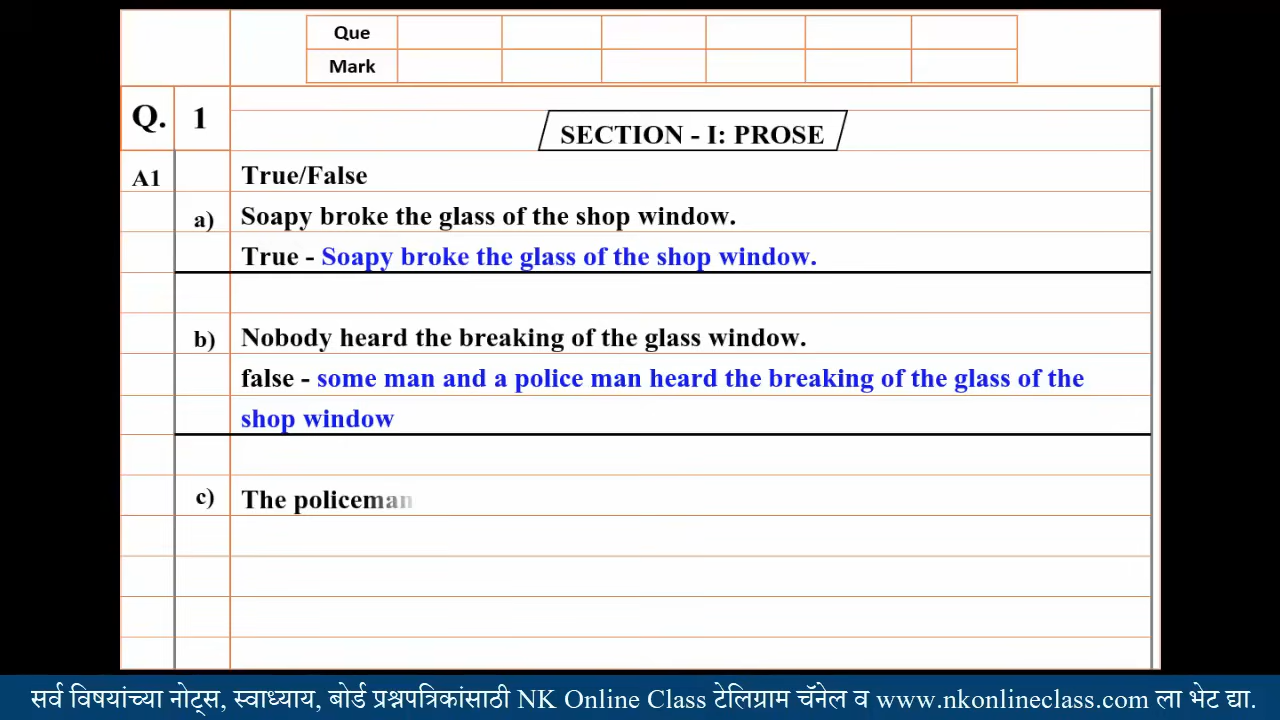 Que
Mark
Q. 1
SECTION - I: PROSE
A1 True/False
a) Soapy broke the glass of the shop window.
True - Soapy broke the glass of the shop window.
b) Nobody heard the breaking of the glass window.
false - some man and a police man heard the breaking of the glass of the
shop window
c) The policeman
सर्व विषयांच्या नोट्स, स्वाध्याय, बोर्ड प्रश्नपत्रिकांसाठी NK Online Class टेलिग्राम चॅनेल व www.nkonlineclass.com ला भेट द्या.